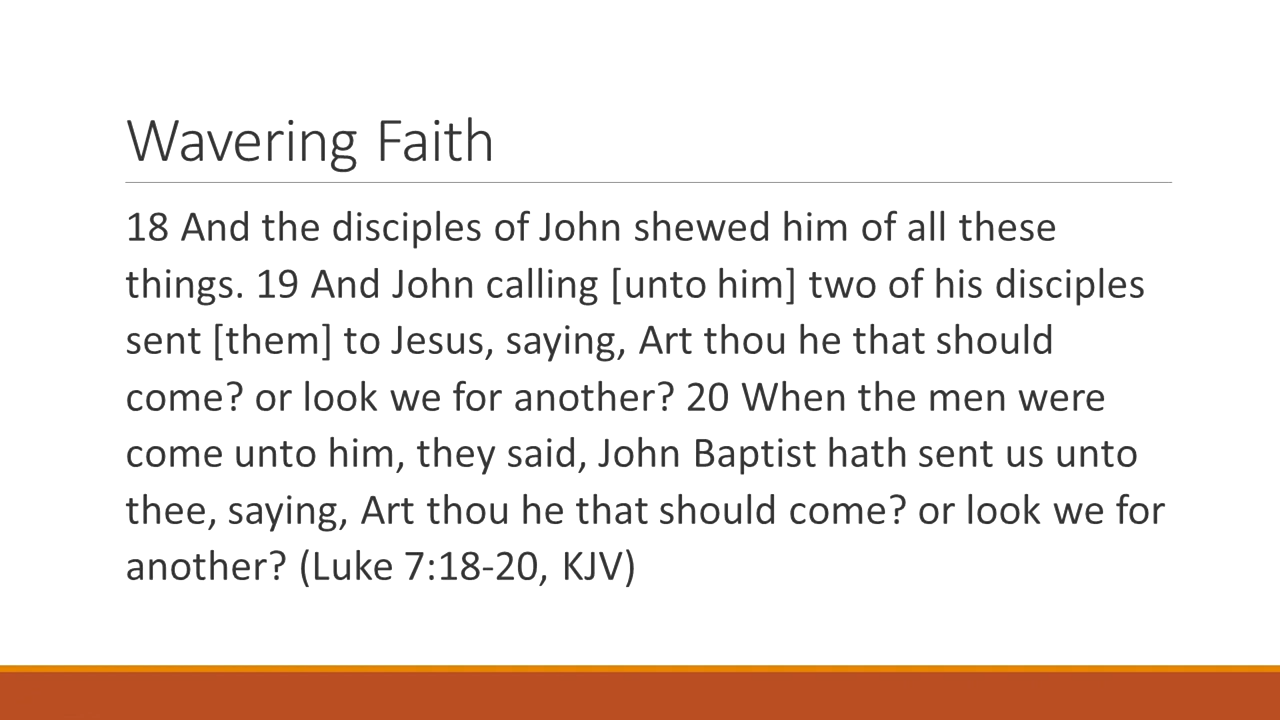 Wavering Faith
18 And the disciples of John shewed him of all these
things. 19 And John calling [unto him] two of his disciples
sent [them] to Jesus, saying, Art thou he that should
come? or look we for another? 20 When the men were
come unto him, they said, John Baptist hath sent us unto
thee, saying, Art thou he that should come? or look we for
another? (Luke 7:18-20, KJV)